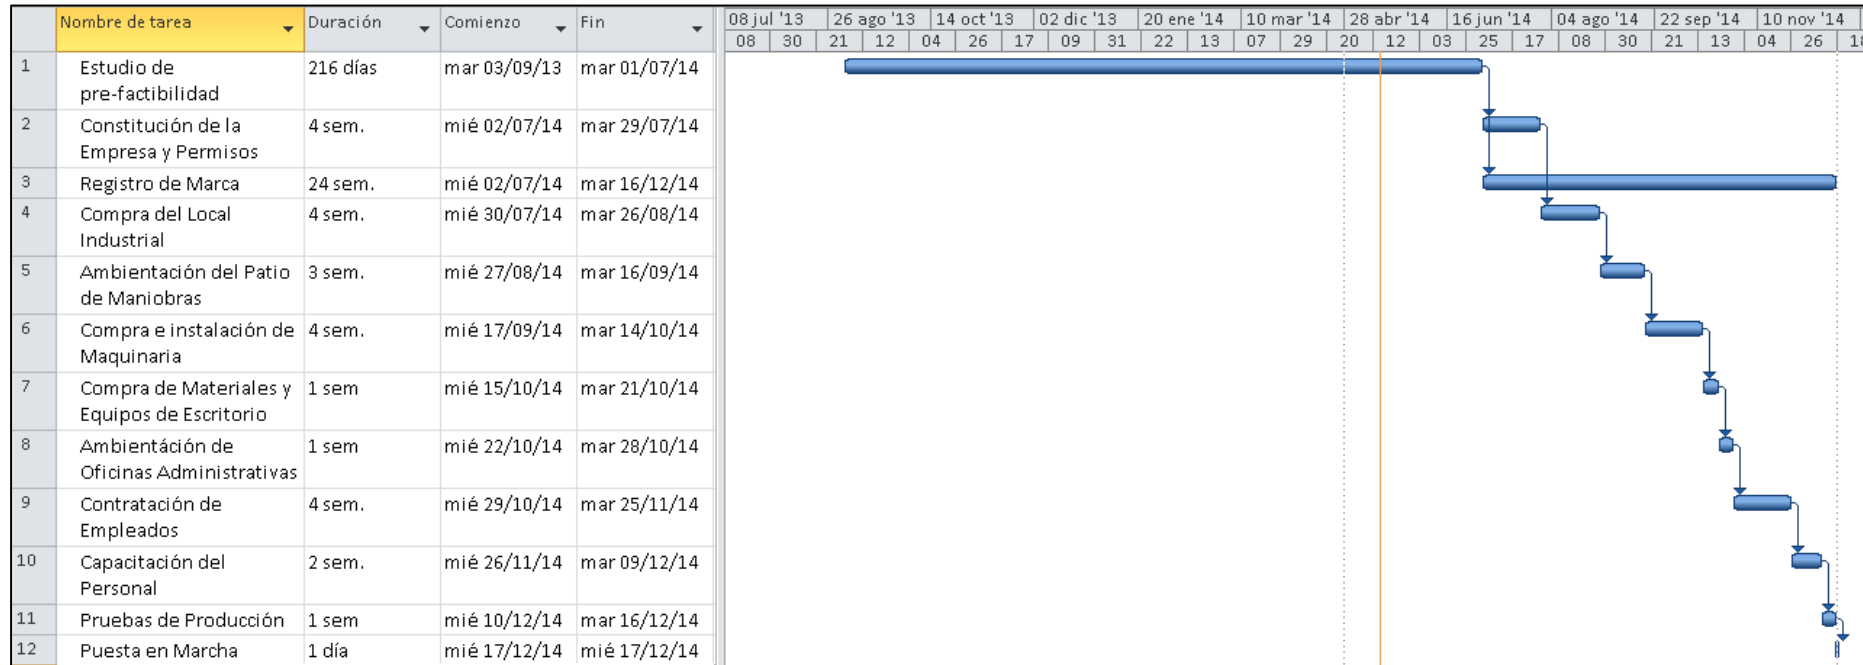 Nombre de tarea Duración Comienzo Fin 08 jul '13 26 ago '13 14 oct '13 02 dic '13 20 ene '14 10 mar '14 28 abr '14 16 jun '14 04 ago '14 22 sep '14 10 nov '14
08 30 21 12 04 26 17 09 31 22 13 07 29 20 12 03 25 17 08 30 21 13 04 26 18
1 Estudio de 216 días mar 03/09/13 mar 01/07/14
pre-factibilidad
2 Constitución de la 4 sem. mié 02/07/14 mar 29/07/14
Empresa y Permisos
3 Registro de Marca 24 sem. mié 02/07/14 mar 16/12/14
4 Compra del Local 4 sem. mié 30/07/14 mar 26/08/14
Industrial
5 Ambientación del Patio 3 sem. mié 27/08/14 mar 16/09/14
de Maniobras
6 Compra e instalación de 4 sem. mié 17/09/14 mar 14/10/14
Maquinaria
7 Compra de Materiales y 1 sem mié 15/10/14 mar 21/10/14
Equipos de Escritorio
8 Ambientáción de 1 sem mié 22/10/14 mar 28/10/14
Oficinas Administrativas
9 Contratación de 4 sem. mié 29/10/14 mar 25/11/14
Empleados
10 Capacitación del 2 sem. mié 26/11/14 mar 09/12/14
Personal
11 Pruebas de Producción 1 sem mié 10/12/14 mar 16/12/14
12 Puesta en Marcha 1 día mié 17/12/14 mié 17/12/14